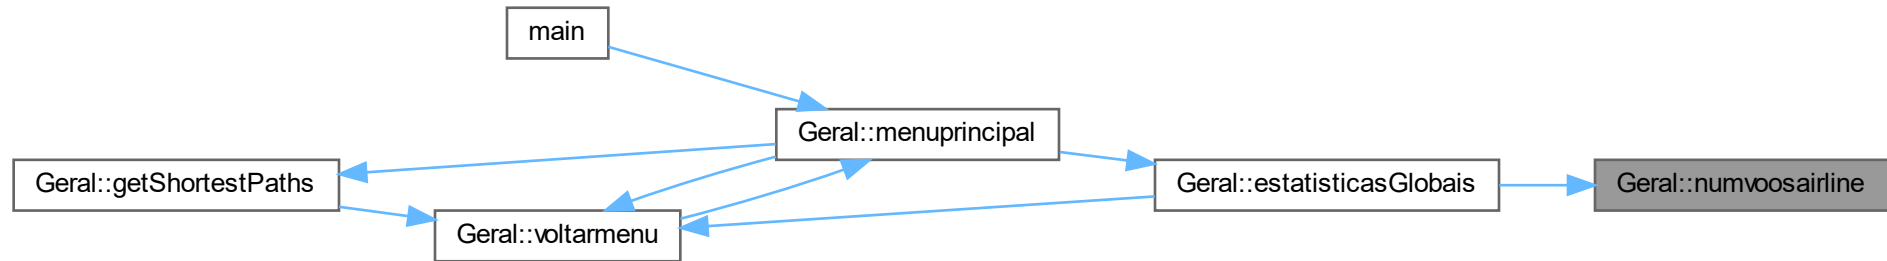 main
Geral::menuprincipal
Geral::getShortestPaths
Geral::estatisticasGlobais
Geral::numvoosairline
Geral::voltarmenu